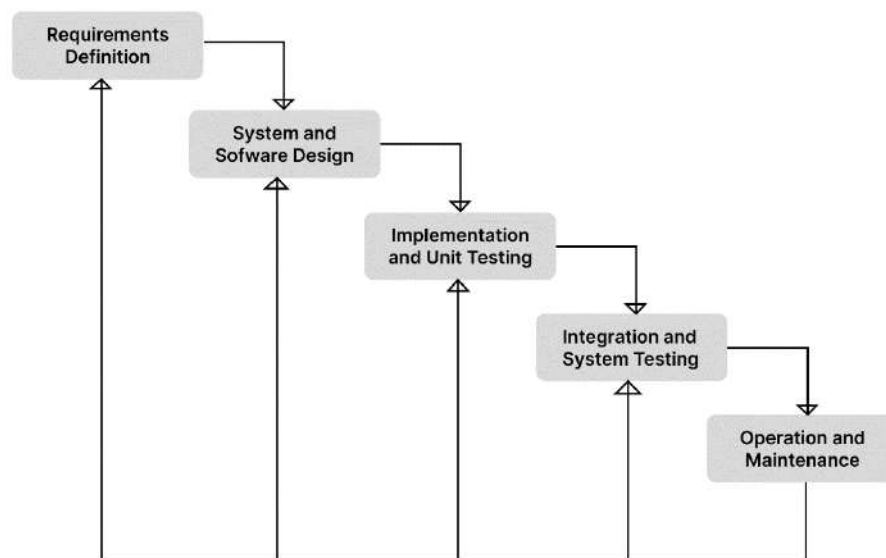 Requirements
Definition
System and
Sofware Design
Implementation
and Unit Testing
Integration and
System Testing
Operation and
Maintenance